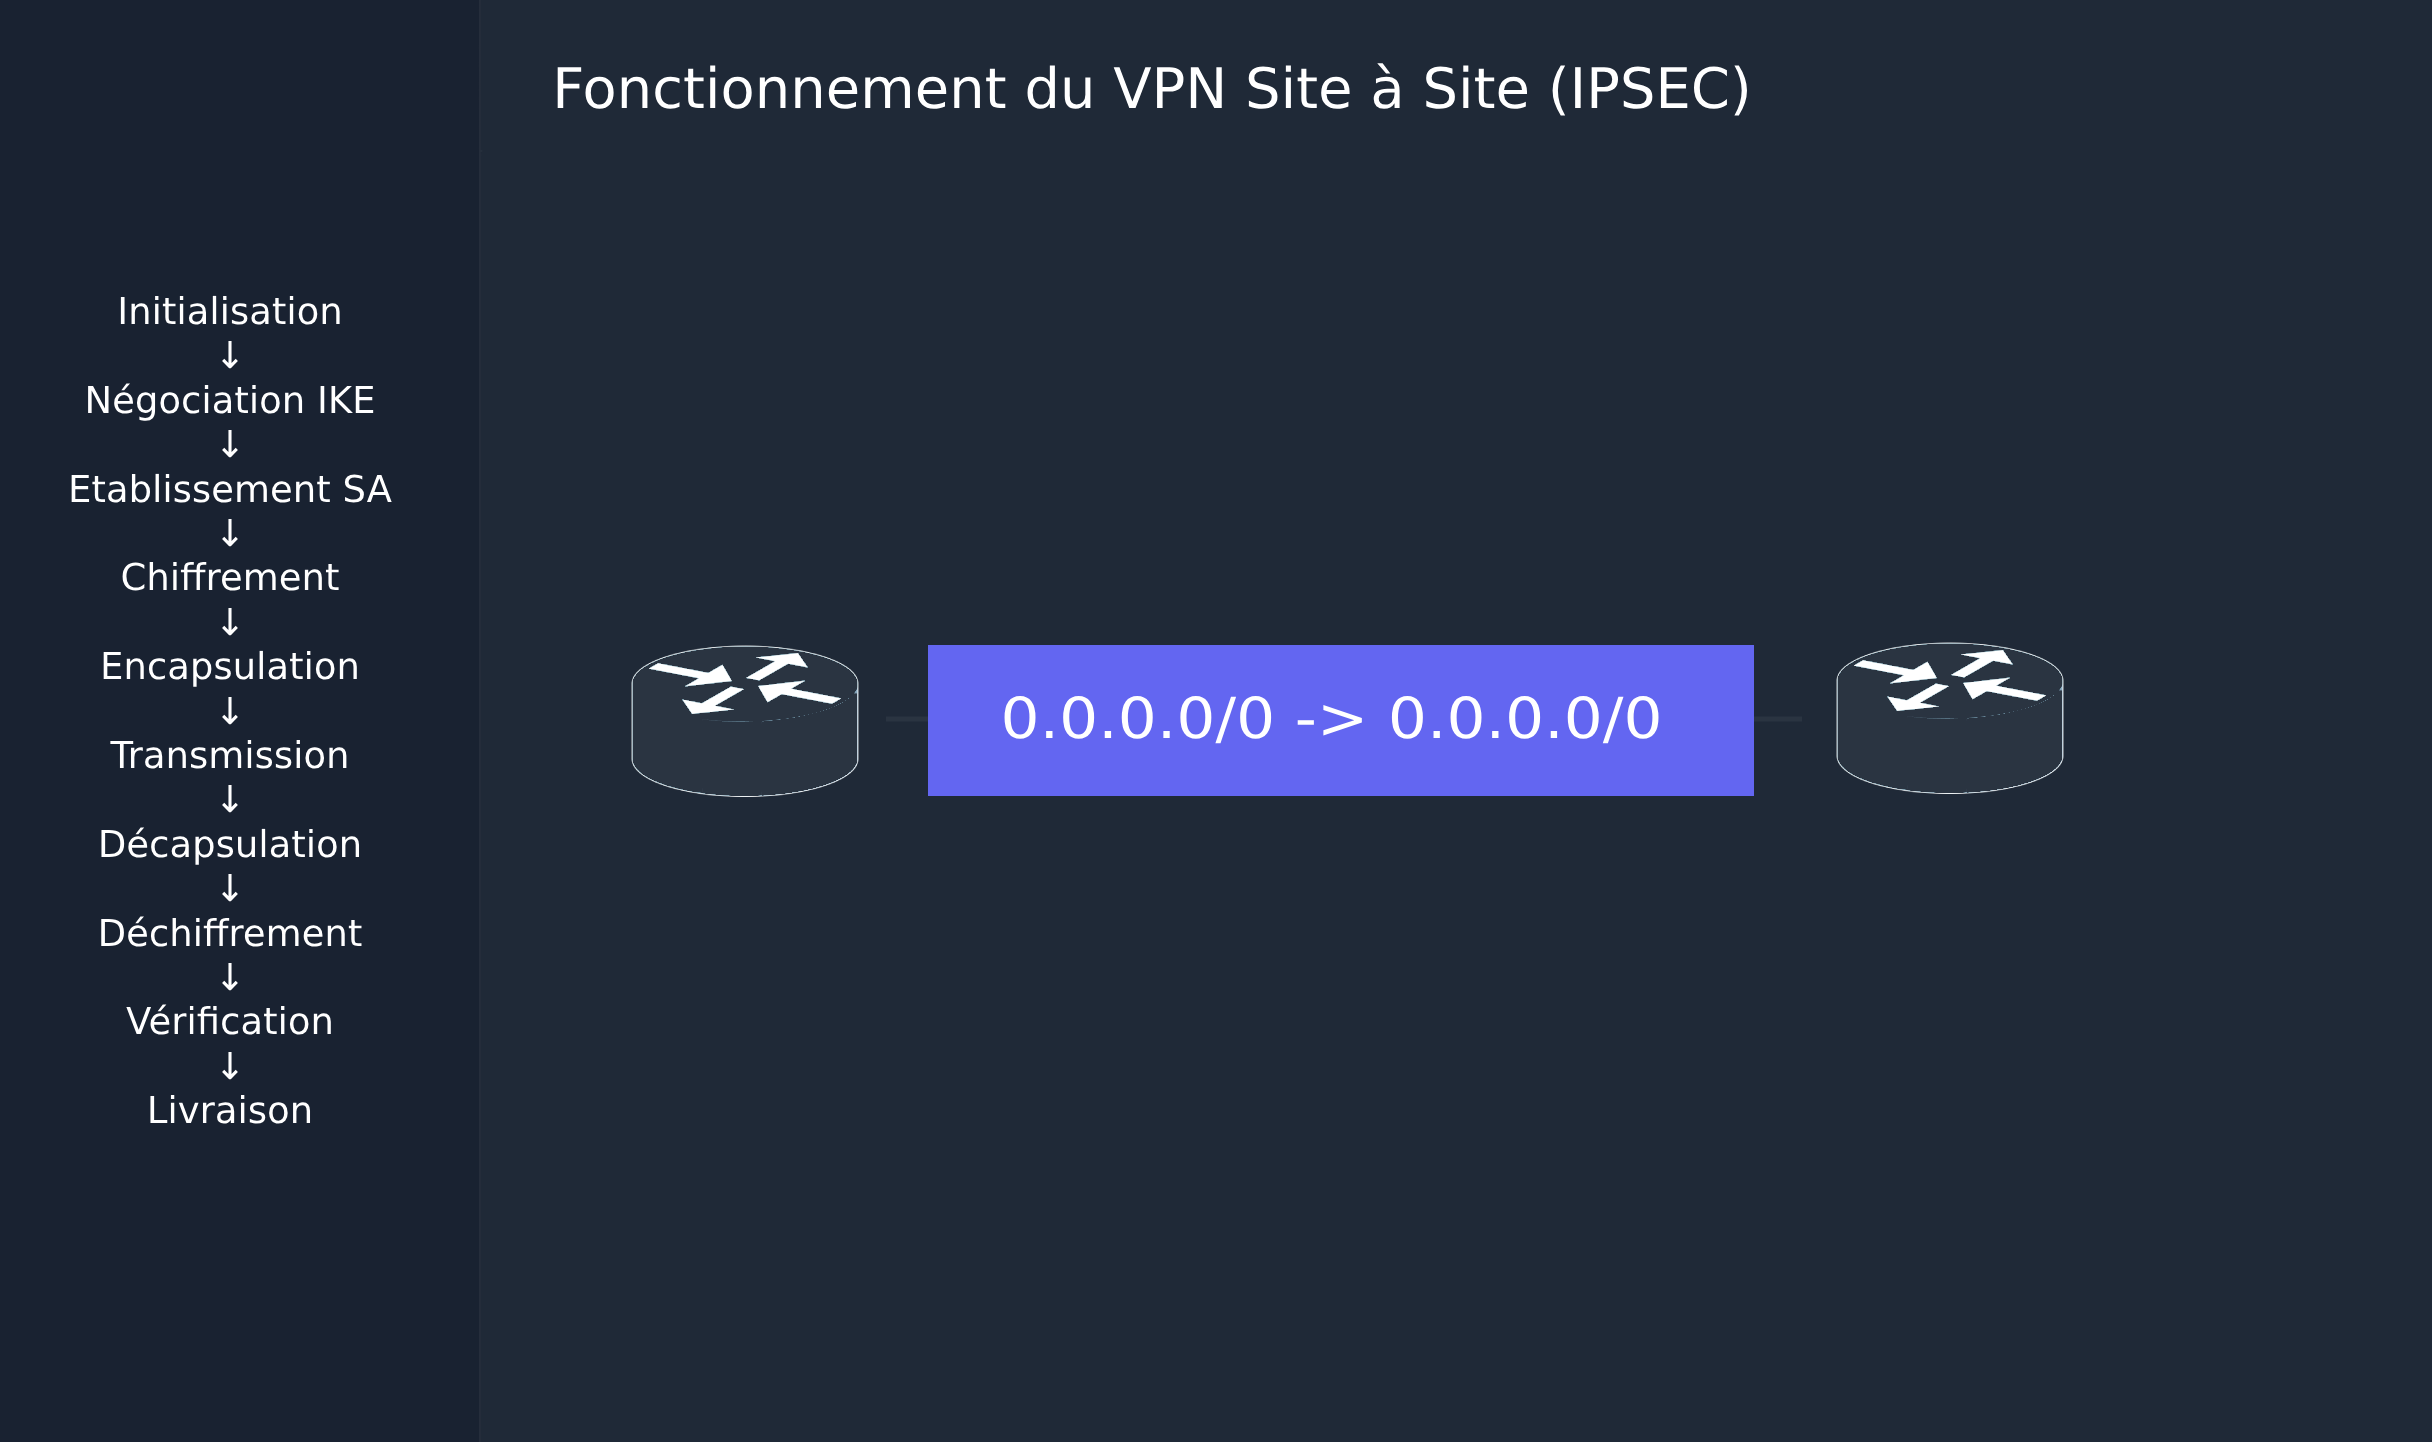 Fonctionnement du VPN Site à Site (IPSEC)
Initialisation
↓
Négociation IKE
↓
Etablissement SA
↓
Chiffrement
↓
Encapsulation
↓
Transmission
↓
Décapsulation
↓
Déchiffrement
↓
Vérification
↓
Livraison
0.0.0.0/0 -> 0.0.0.0/0